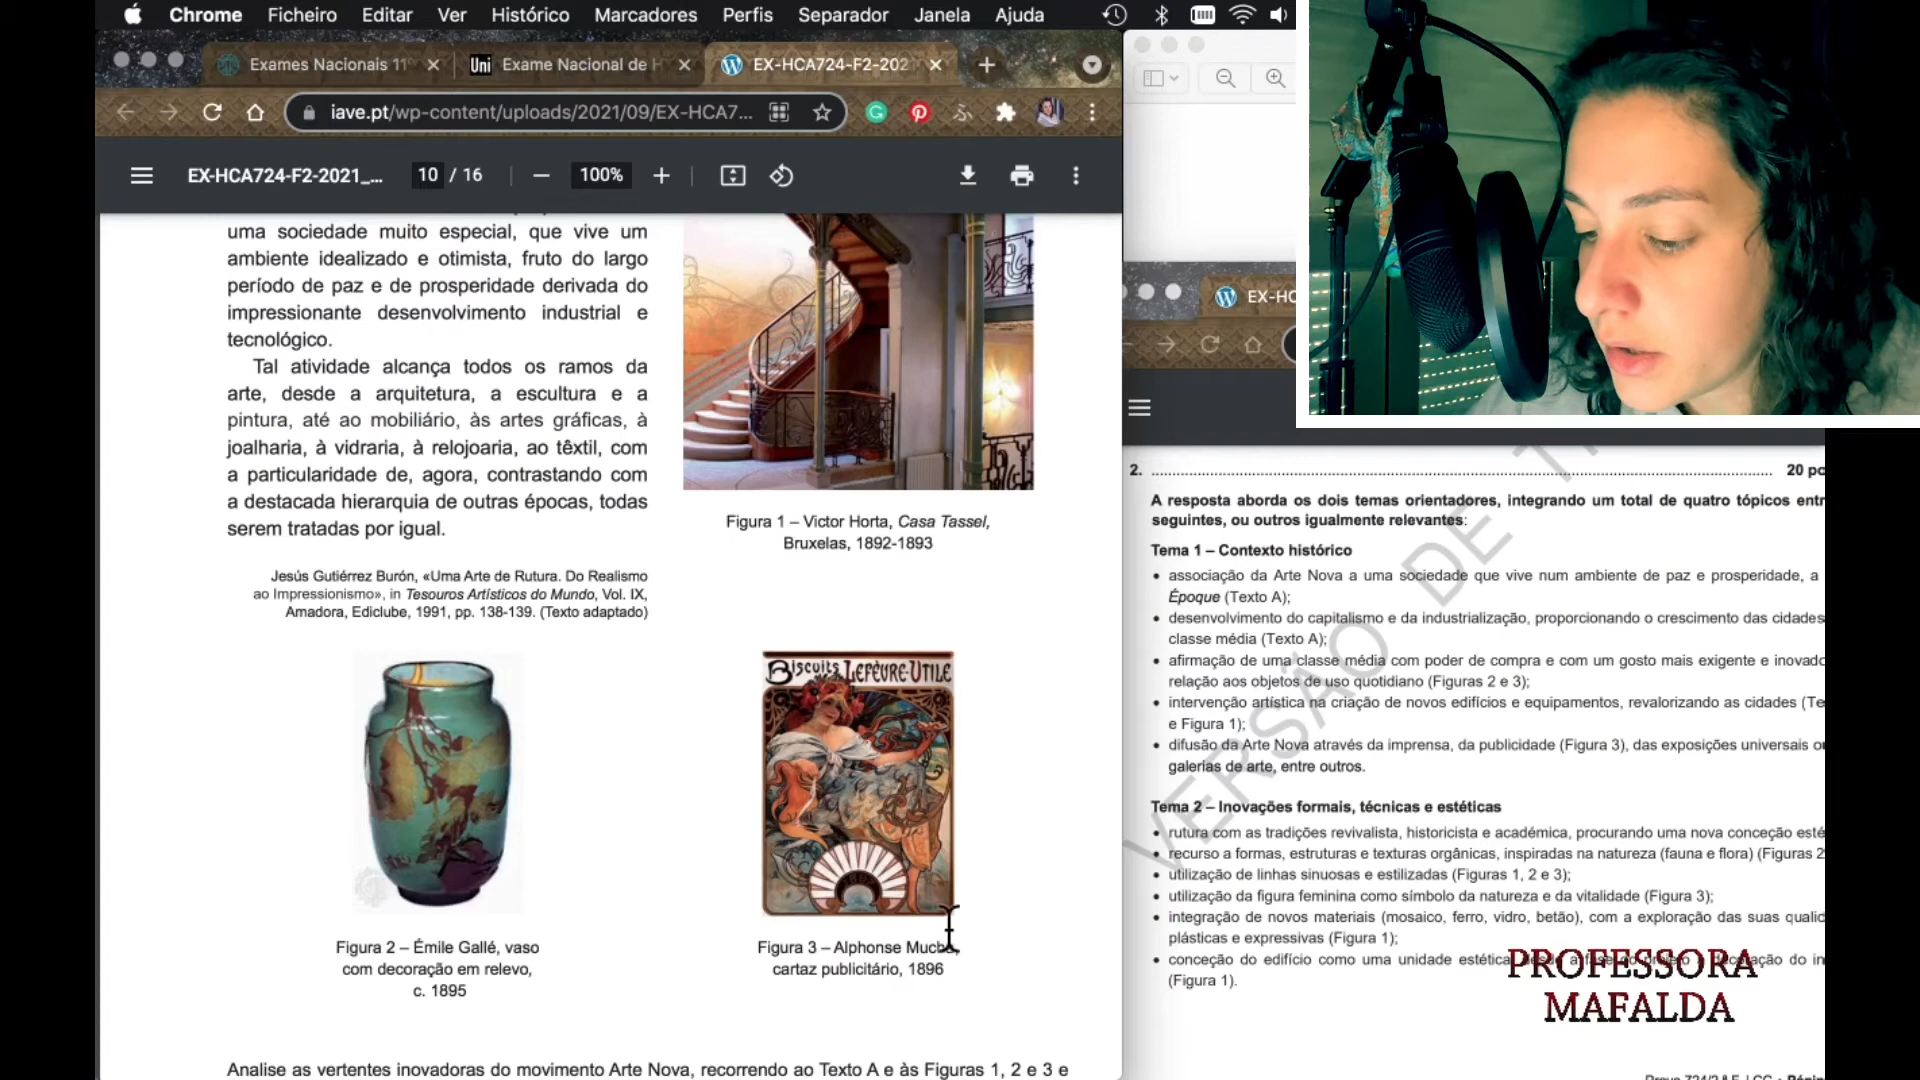 Chrome Ficheiro Editar Ver Histórico Marcadores Perfis Separador Janela Ajuda
Exames Nacionais 11º
Uni Exame Nacional de H
EX-HCA724-F2-2021
iave.pt/wp-content/uploads/2021/09/EX-HCA7...
EX-HCA724-F2-2021_... 10 / 16 100%
uma sociedade muito especial, que vive um
ambiente idealizado e otimista, fruto do largo
período de paz e de prosperidade derivada do
impressionante desenvolvimento industrial e
tecnológico.
Tal atividade alcança todos os ramos da
arte, desde a arquitetura, a escultura e a
pintura, até ao mobiliário, às artes gráficas, à
joalharia, à vidraria, à relojoaria, ao têxtil, com
a particularidade de, agora, contrastando com
a destacada hierarquia de outras épocas, todas
serem tratadas por igual.
Jesús Gutiérrez Burón, «Uma Arte de Rutura. Do Realismo
ao Impressionismo», in Tesouros Artísticos do Mundo, Vol. IX,
Amadora, Ediclube, 1991, pp. 138-139. (Texto adaptado)
Figura 1 – Victor Horta, Casa Tassel,
Bruxelas, 1892-1893
BISCUITS LEFÈVRE-UTILE
Figura 2 – Émile Gallé, vaso
com decoração em relevo,
c. 1895
Figura 3 – Alphonse Mucha,
cartaz publicitário, 1896
Analise as vertentes inovadoras do movimento Arte Nova, recorrendo ao Texto A e às Figuras 1, 2 e 3 e
EX-HC
2. 20 po
A resposta aborda os dois temas orientadores, integrando um total de quatro tópicos entr
seguintes, ou outros igualmente relevantes:
Tema 1 – Contexto histórico
• associação da Arte Nova a uma sociedade que vive num ambiente de paz e prosperidade, a
Époque (Texto A);
• desenvolvimento do capitalismo e da industrialização, proporcionando o crescimento das cidades
classe média (Texto A);
• afirmação de uma classe média com poder de compra e com um gosto mais exigente e inovado
relação aos objetos de uso quotidiano (Figuras 2 e 3);
• intervenção artística na criação de novos edifícios e equipamentos, revalorizando as cidades (Te
e Figura 1);
• difusão da Arte Nova através da imprensa, da publicidade (Figura 3), das exposições universais o
galerias de arte, entre outros.
Tema 2 – Inovações formais, técnicas e estéticas
• rutura com as tradições revivalista, historicista e académica, procurando uma nova conceção esté
• recurso a formas, estruturas e texturas orgânicas, inspiradas na natureza (fauna e flora) (Figuras 2
• utilização de linhas sinuosas e estilizadas (Figuras 1, 2 e 3);
• utilização da figura feminina como símbolo da natureza e da vitalidade (Figura 3);
• integração de novos materiais (mosaico, ferro, vidro, betão), com a exploração das suas qualid
plásticas e expressivas (Figura 1);
• conceção do edifício como uma unidade estética, desde a fase do projeto à decoração do in
(Figura 1).
VERSÃO DE T
PROFESSORA
MAFALDA